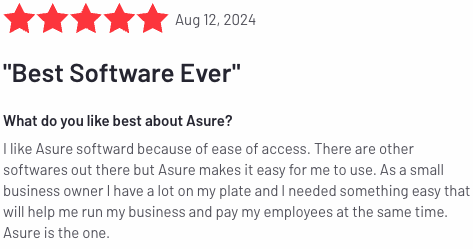 Aug 12, 2024
"Best Software Ever"
What do you like best about Asure?
I like Asure softward because of ease of access. There are other
softwares out there but Asure makes it easy for me to use. As a small
business owner I have a lot on my plate and I needed something easy that
will help me run my business and pay my employees at the same time.
Asure is the one.